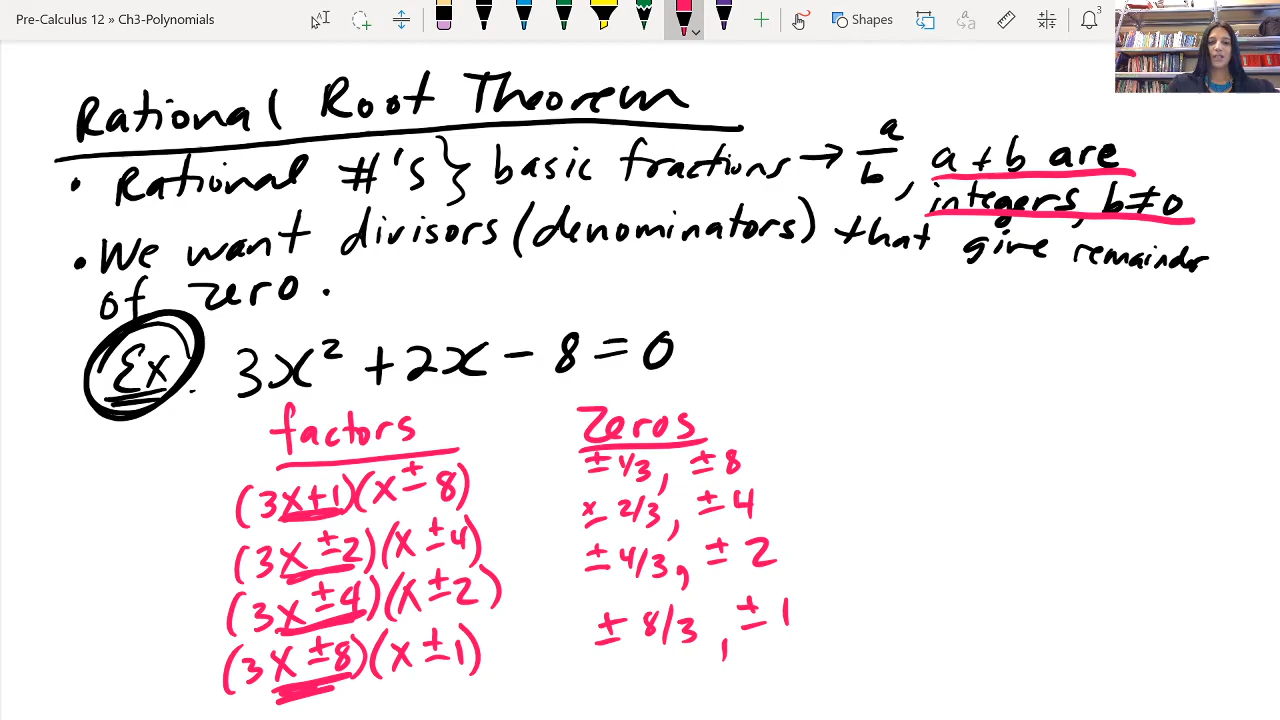 Pre-Calculus 12 » Ch3-Polynomials
Shapes
3
Rational Root Theorem
• Rational #'s } basic fractions → a/b, a + b are
integers, b≠0
• We want divisors (denominators) that give remainder
of zero.
Ex. 3x² + 2x - 8 = 0
factors Zeros
(3x+1)(x±8) ± 1/3, ± 8
(3x±2)(x±4) ± 2/3, ± 4
(3x±4)(x±2) ± 4/3, ± 2
(3x±8)(x±1) ± 8/3, ± 1